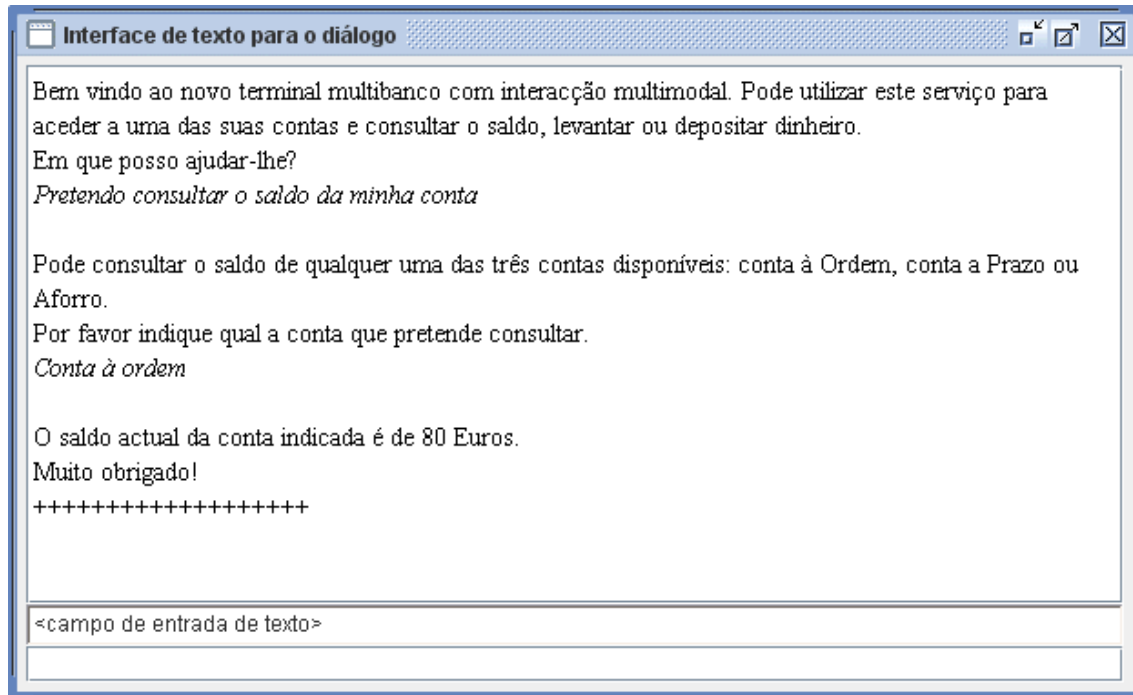 Interface de texto para o diálogo
Bem vindo ao novo terminal multibanco com interacção multimodal. Pode utilizar este serviço para
aceder a uma das suas contas e consultar o saldo, levantar ou depositar dinheiro.
Em que posso ajudar-lhe?
Pretendo consultar o saldo da minha conta
Pode consultar o saldo de qualquer uma das três contas disponíveis: conta à Ordem, conta a Prazo ou
Aforro.
Por favor indique qual a conta que pretende consultar.
Conta à ordem
O saldo actual da conta indicada é de 80 Euros.
Muito obrigado!
+++++++++++++++++++
<campo de entrada de texto>